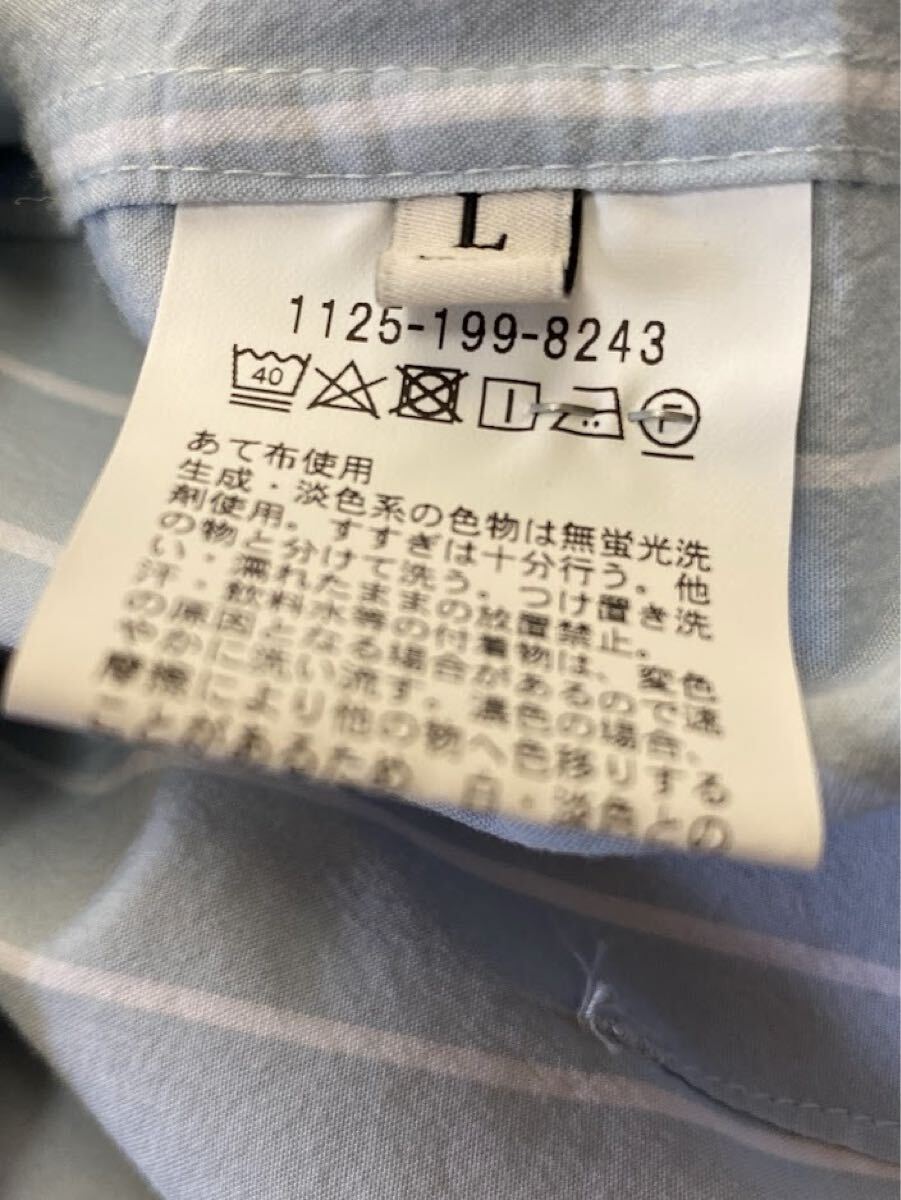 L
1125-199-8243
40
F
あて布使用
生成・淡色系の色物は無蛍光洗
剤使用。すすぎは十分行う。他
の物と分けて洗う。つけ置き洗
い・濡れたままの放置禁止。
汗・飲料水等の付着物は、変色
の原因となる場合があるので速
やかに洗い流す。濃色の場合、
摩擦により他の物へ色移りする
ことがあるため、白・淡色との